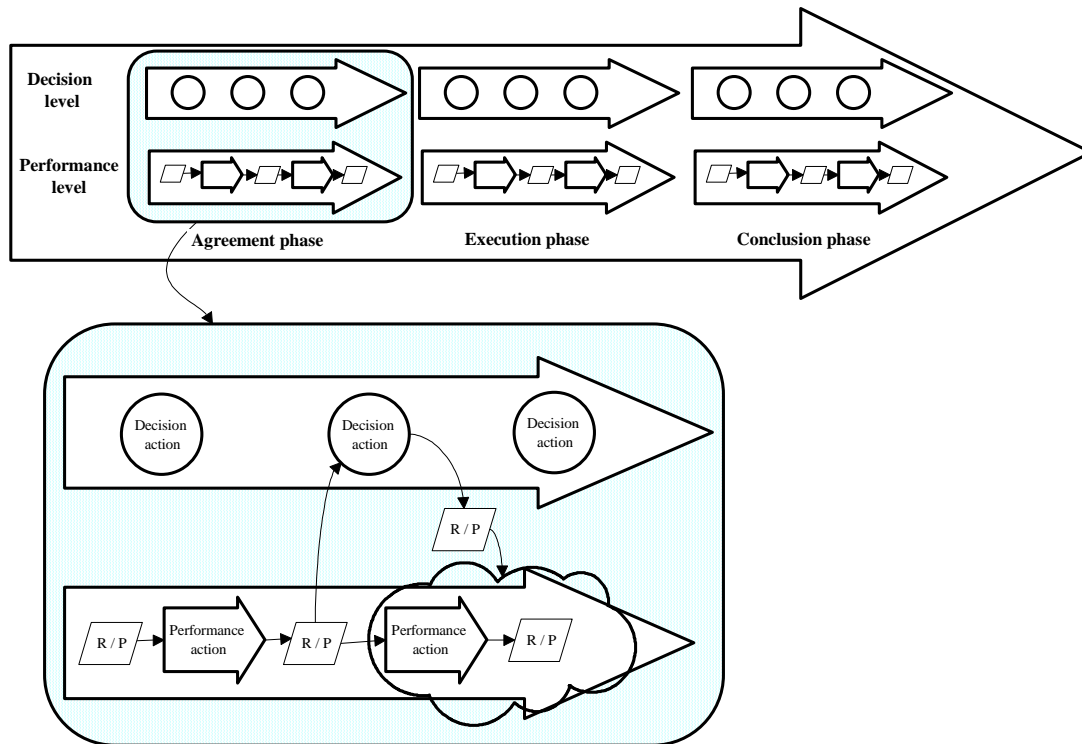 Decision
level
Performance
level
Agreement phase
Execution phase
Conclusion phase
Decision
action
Decision
action
Decision
action
R / P
R / P
Performance
action
R / P
Performance
action
R / P